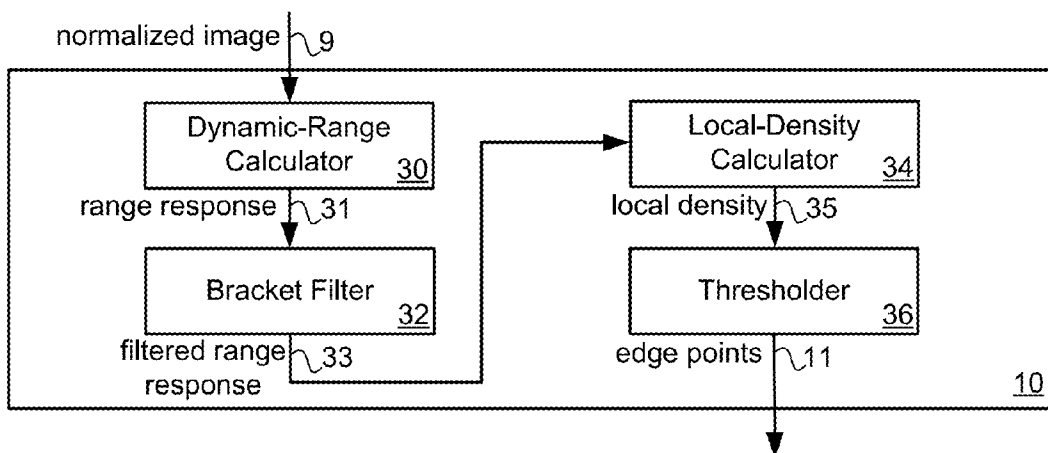 normalized image 9
Dynamic-Range
Calculator 30
range response 31
Bracket Filter
32
filtered range 33
response
Local-Density
Calculator 34
local density 35
Thresholder
36
edge points 11
10